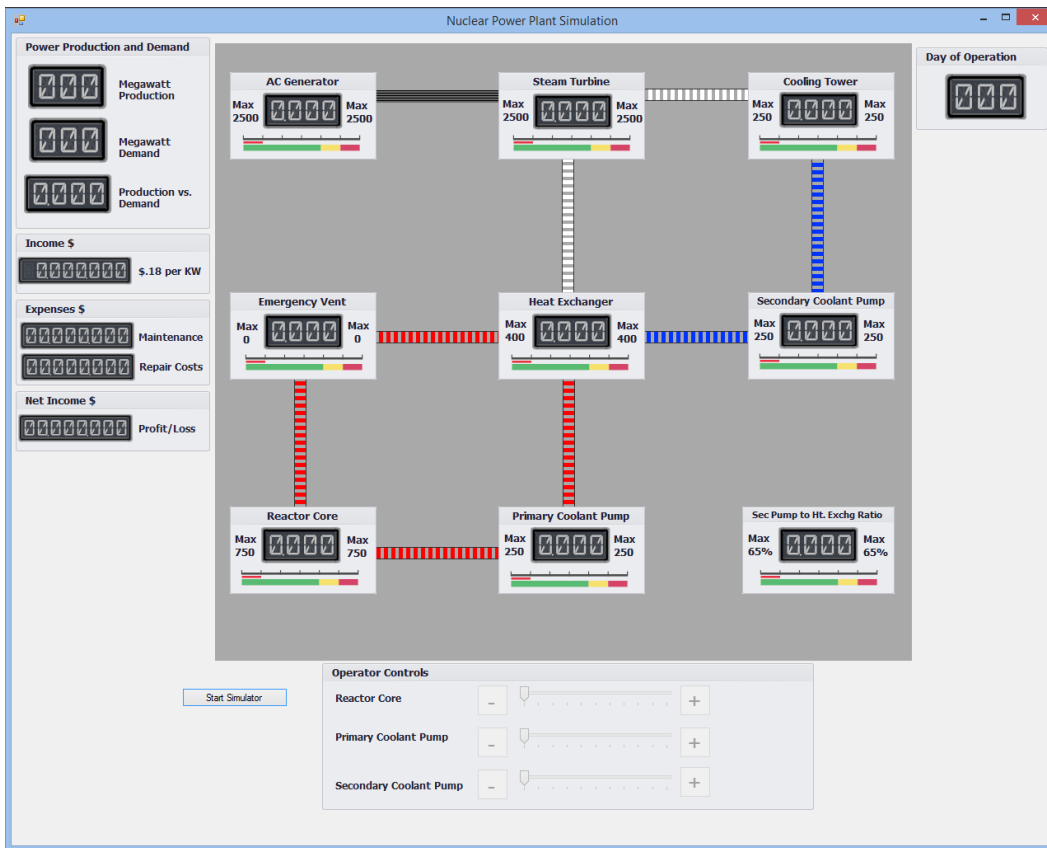 Nuclear Power Plant Simulation
Power Production and Demand
Megawatt
Production
Megawatt
Demand
Production vs.
Demand
Income $
$.18 per KW
Expenses $
Maintenance
Repair Costs
Net Income $
Profit/Loss
AC Generator
Max
2500
Max
2500
Steam Turbine
Max
2500
Max
2500
Cooling Tower
Max
250
Max
250
Day of Operation
Emergency Vent
Max
0
Max
0
Heat Exchanger
Max
400
Max
400
Secondary Coolant Pump
Max
250
Max
250
Reactor Core
Max
750
Max
750
Primary Coolant Pump
Max
250
Max
250
Sec Pump to Ht. Exchg Ratio
Max
65%
Max
65%
Start Simulator
Operator Controls
Reactor Core
-
+
Primary Coolant Pump
-
+
Secondary Coolant Pump
-
+